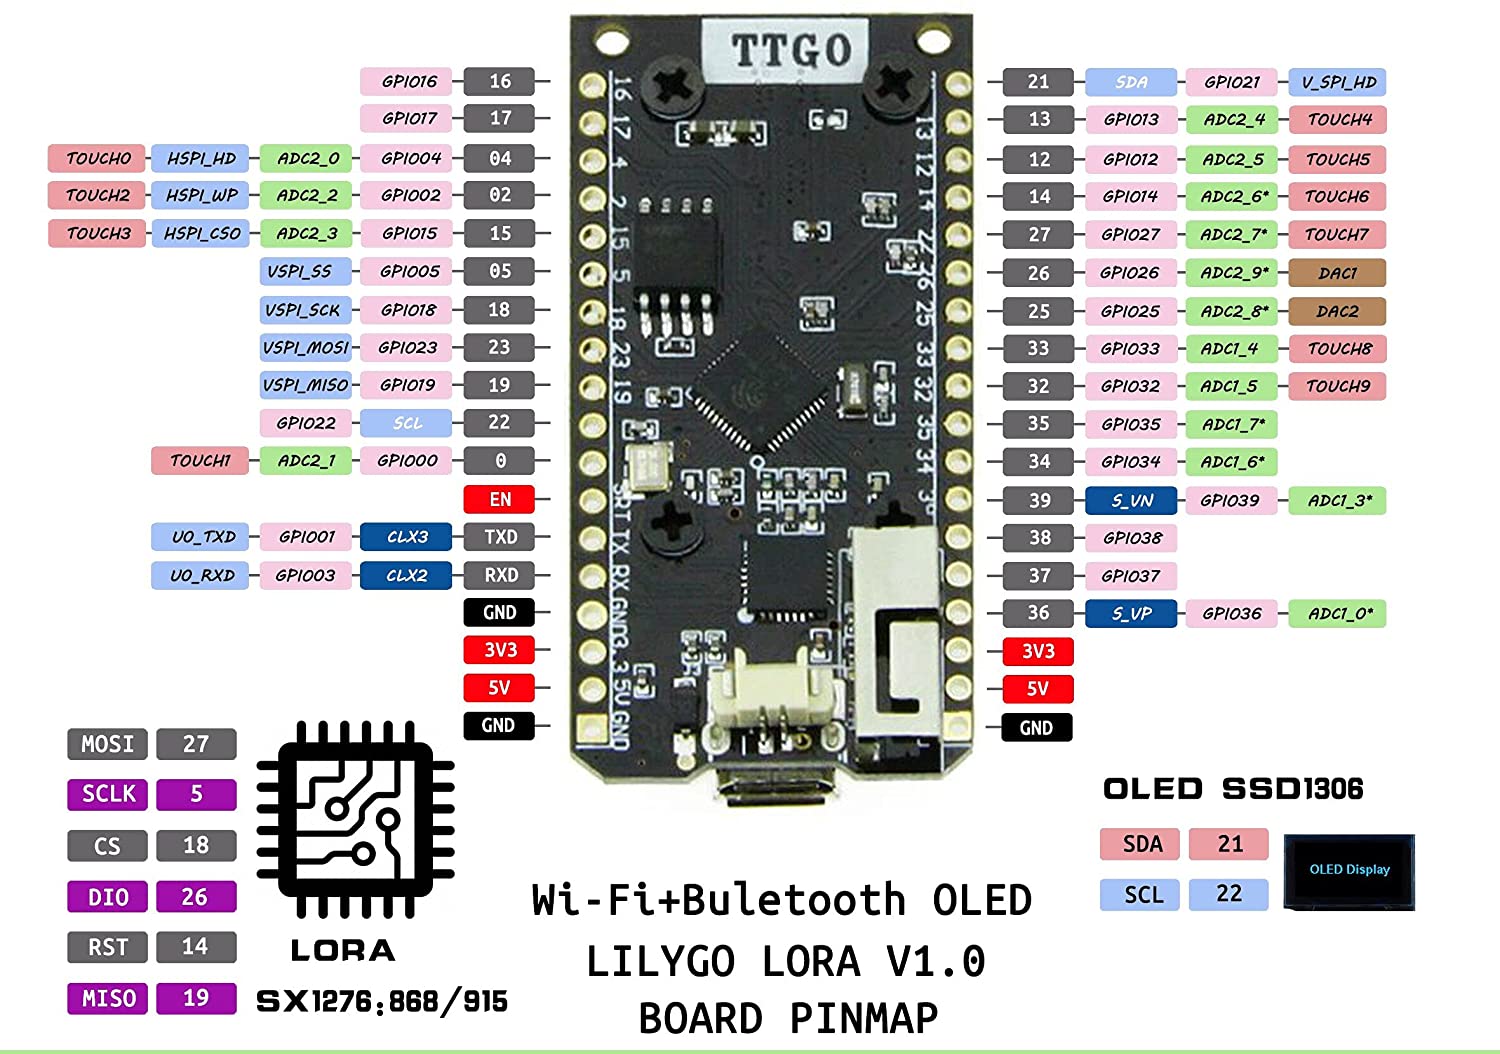 TTGO
GPIO16 16
GPIO17 17
TOUCH0 HSPI_HD ADC2_0 GPIO04 04
TOUCH2 HSPI_WP ADC2_2 GPIO02 02
TOUCH3 HSPI_CSO ADC2_3 GPIO15 15
VSPI_SS GPIO05 05
VSPI_SCK GPIO18 18
VSPI_MOSI GPIO23 23
VSPI_MISO GPIO19 19
GPIO22 SCL 22
TOUCH1 ADC2_1 GPIO00 0
EN
UO_TXD GPIO01 CLX3 TXD
UO_RXD GPIO03 CLX2 RXD
GND
3V3
5V
GND
16
17
4
2
15
5
18
23
19
TX
RX
GND
3.3
5V
GND
13
12
14
26
25
33
32
35
34
21 SDA GPIO21 V_SPI_HD
13 GPIO13 ADC2_4 TOUCH4
12 GPIO12 ADC2_5 TOUCH5
14 GPIO14 ADC2_6* TOUCH6
27 GPIO27 ADC2_7* TOUCH7
26 GPIO26 ADC2_9* DAC1
25 GPIO25 ADC2_8* DAC2
33 GPIO33 ADC1_4 TOUCH8
32 GPIO32 ADC1_5 TOUCH9
35 GPIO35 ADC1_7*
34 GPIO34 ADC1_6*
39 S_VN GPIO39 ADC1_3*
38 GPIO38
37 GPIO37
36 S_VP GPIO36 ADC1_0*
3V3
5V
GND
MOSI 27
SCLK 5
CS 18
DIO 26
RST 14
MISO 19
LORA
SX1276:868/915
Wi-Fi+Buletooth OLED
LILYGO LORA V1.0
BOARD PINMAP
OLED SSD1306
SDA 21
SCL 22
OLED Display